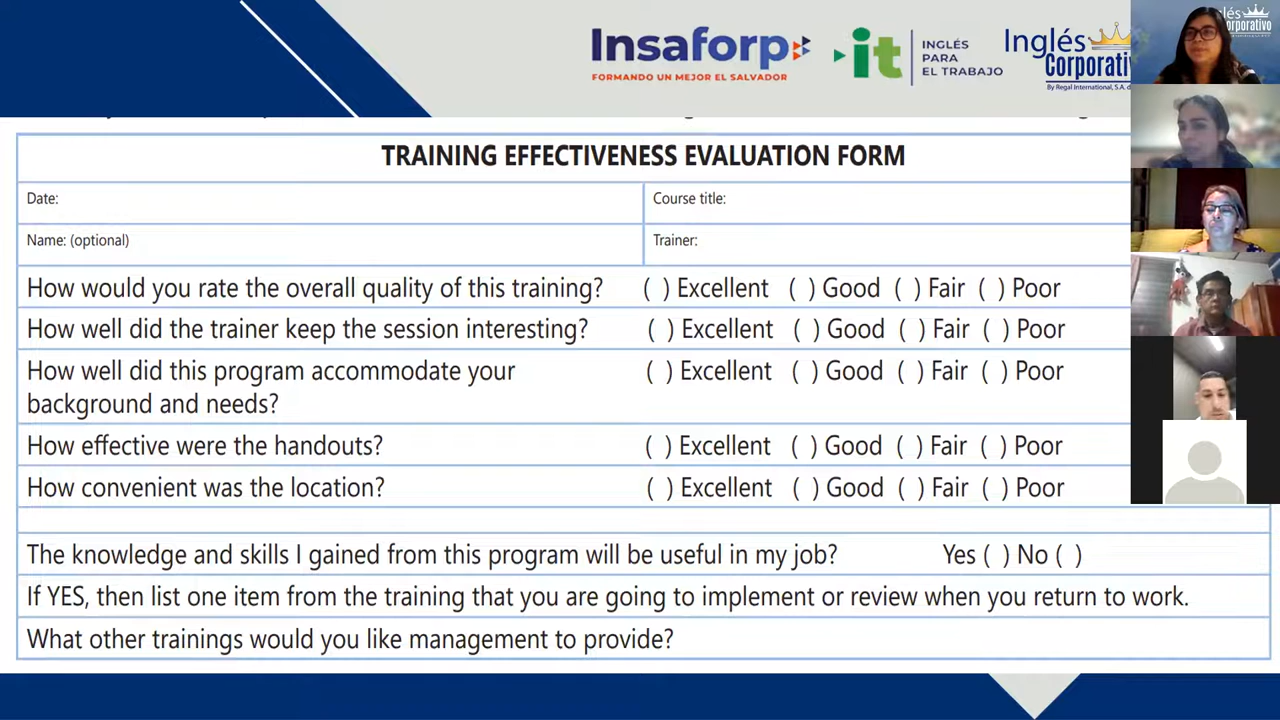 Insaforp
FORMANDO UN MEJOR EL SALVADOR
it
INGLÉS
PARA
EL TRABAJO
Inglés
Corporativo
By Regal International, S.A. d
glés
orporativo
TRAINING EFFECTIVENESS EVALUATION FORM
Date:
Course title:
Name: (optional)
Trainer:
How would you rate the overall quality of this training? ( ) Excellent ( ) Good ( ) Fair ( ) Poor
How well did the trainer keep the session interesting? ( ) Excellent ( ) Good ( ) Fair ( ) Poor
How well did this program accommodate your ( ) Excellent ( ) Good ( ) Fair ( ) Poor
background and needs?
How effective were the handouts? ( ) Excellent ( ) Good ( ) Fair ( ) Poor
How convenient was the location? ( ) Excellent ( ) Good ( ) Fair ( ) Poor
The knowledge and skills I gained from this program will be useful in my job? Yes ( ) No ( )
If YES, then list one item from the training that you are going to implement or review when you return to work.
What other trainings would you like management to provide?